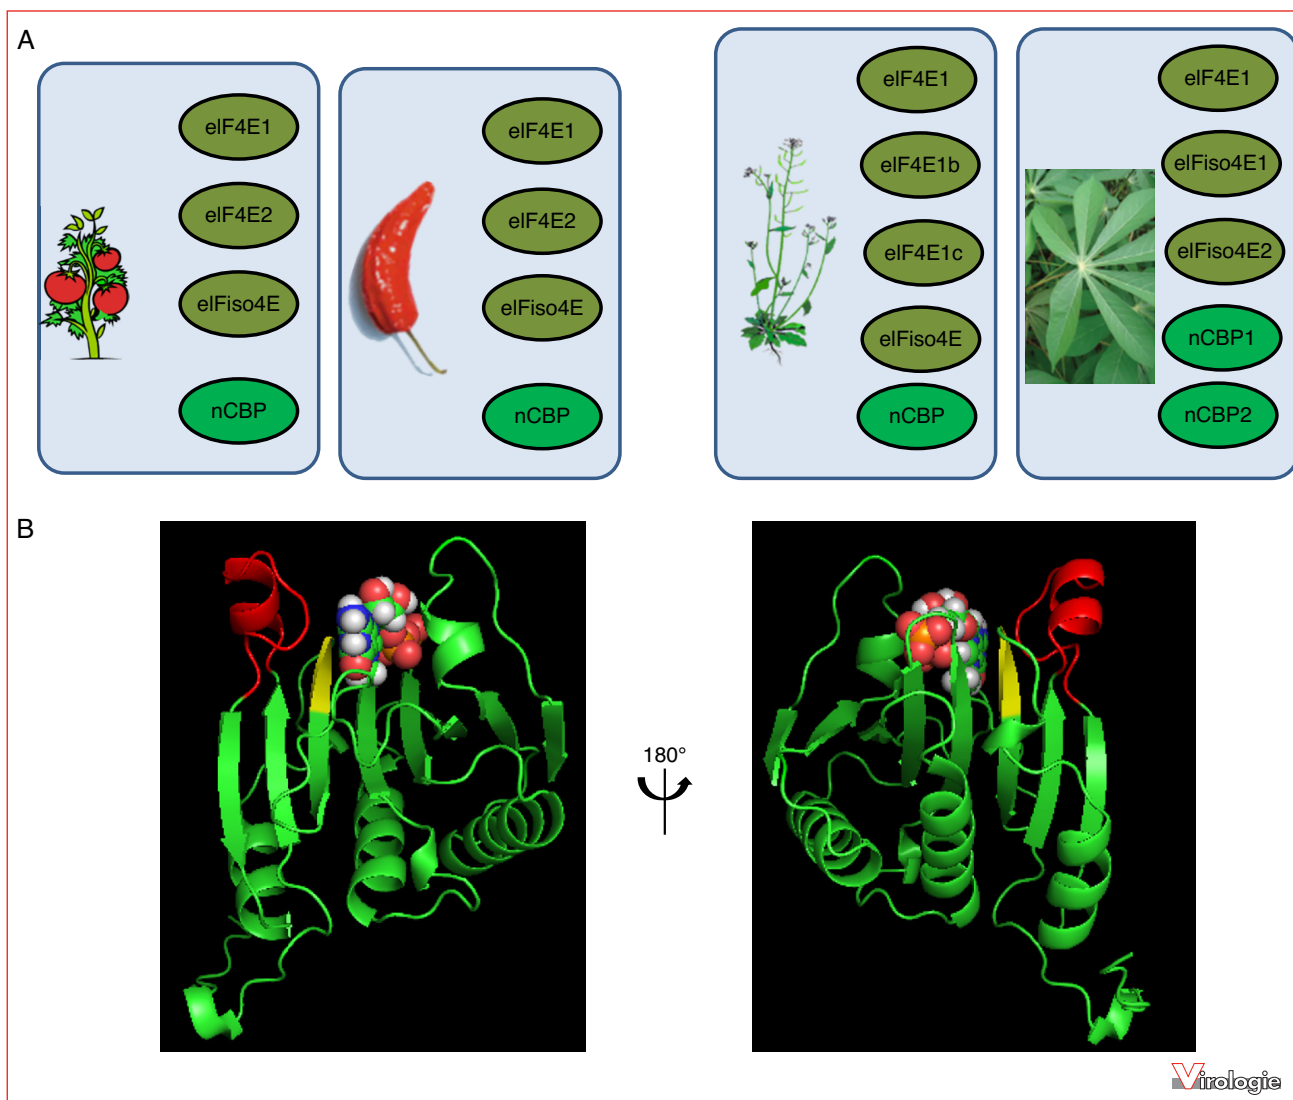 A
eIF4E1
eIF4E2
eIFiso4E
nCBP
eIF4E1
eIF4E2
eIFiso4E
nCBP
eIF4E1
eIF4E1b
eIF4E1c
eIFiso4E
nCBP
eIF4E1
eIFiso4E1
eIFiso4E2
nCBP1
nCBP2
B
180°
Virologie